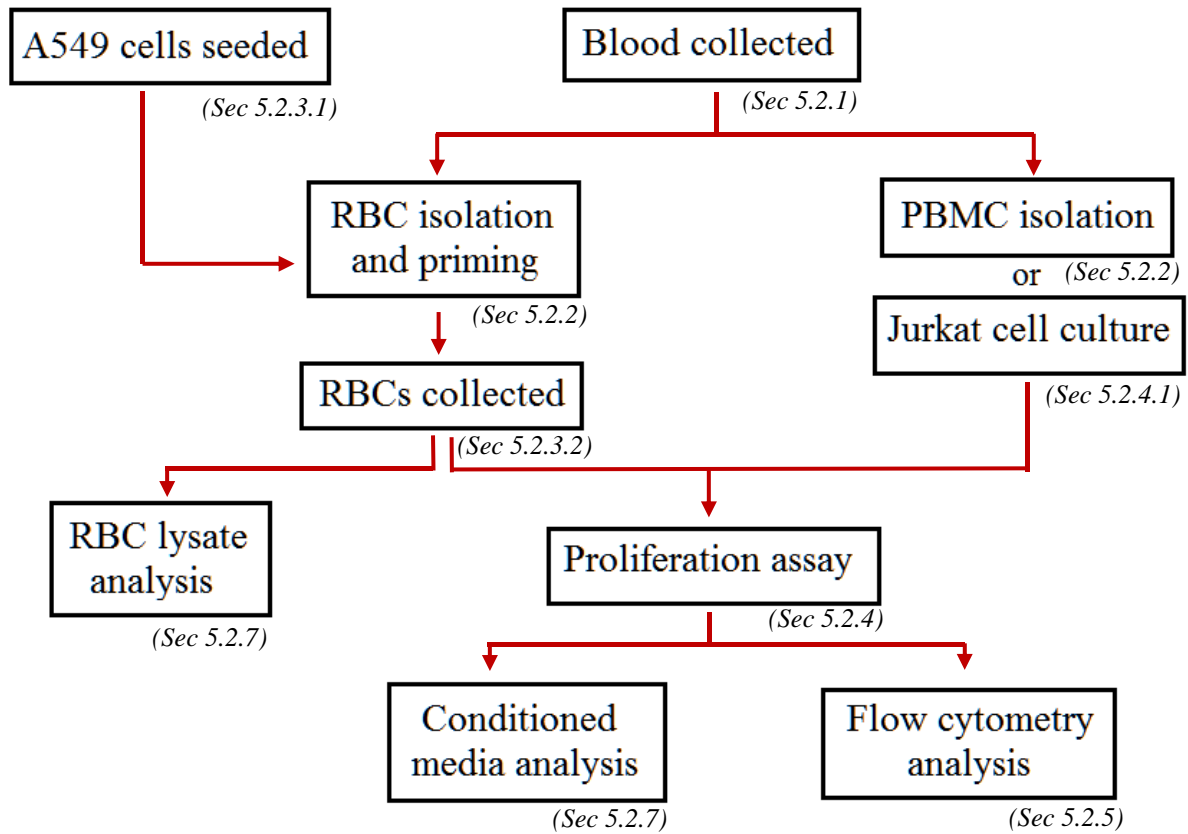 A549 cells seeded
(Sec 5.2.3.1)
Blood collected
(Sec 5.2.1)
RBC isolation
and priming
(Sec 5.2.2)
PBMC isolation
or
(Sec 5.2.2)
Jurkat cell culture
(Sec 5.2.4.1)
RBCs collected
(Sec 5.2.3.2)
RBC lysate
analysis
(Sec 5.2.7)
Proliferation assay
(Sec 5.2.4)
Conditioned
media analysis
(Sec 5.2.7)
Flow cytometry
analysis
(Sec 5.2.5)